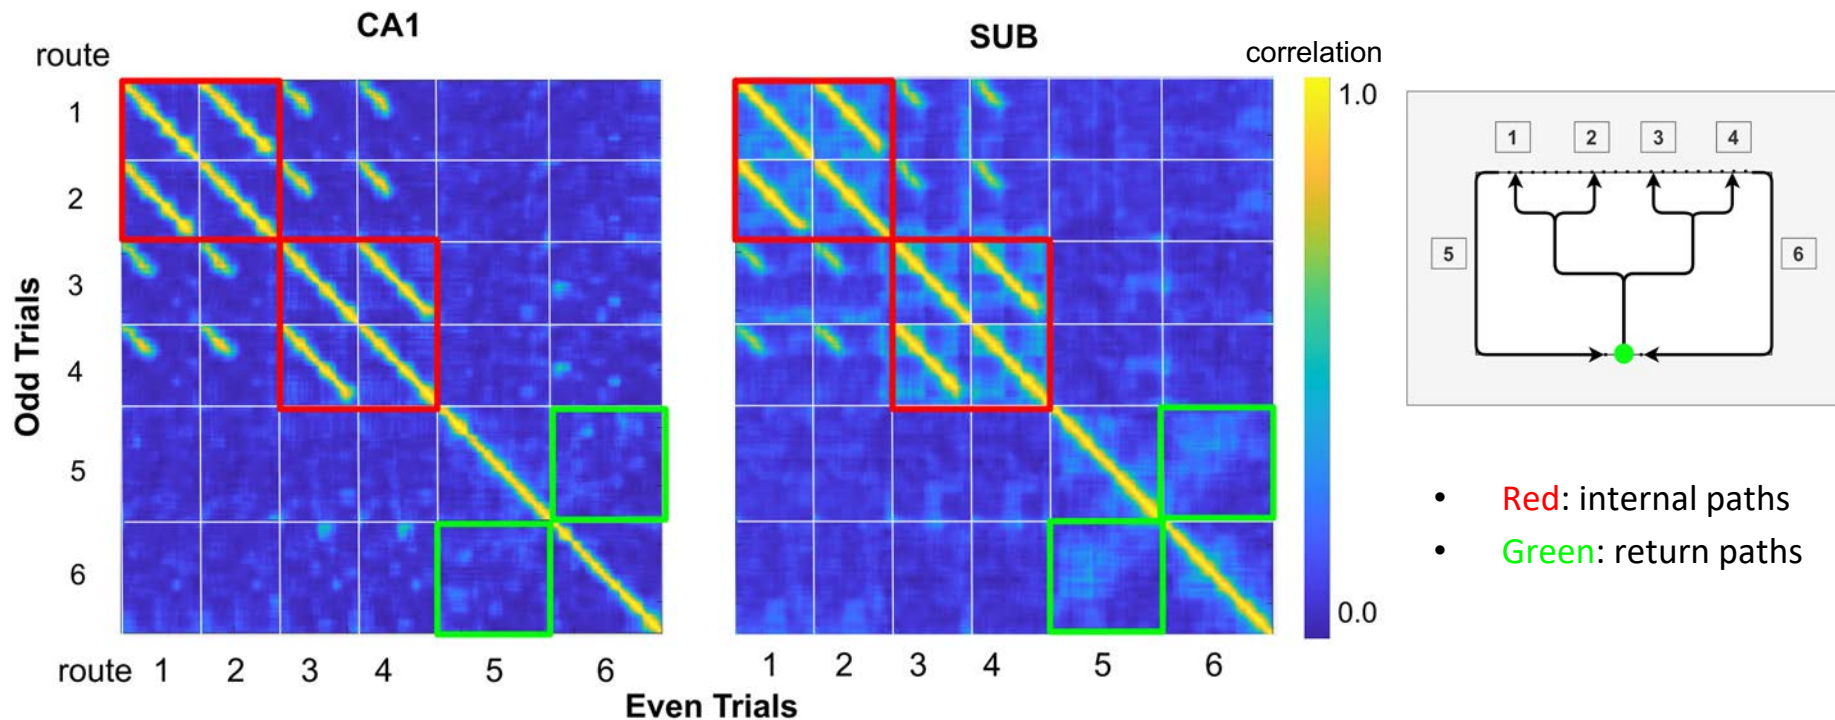 CA1
SUB
route
correlation
1
2
3
4
5
6
Odd Trials
1.0
0.0
route 1 2 3 4 5 6
1 2 3 4 5 6
Even Trials
1 2 3 4
5 6
• Red: internal paths
• Green: return paths